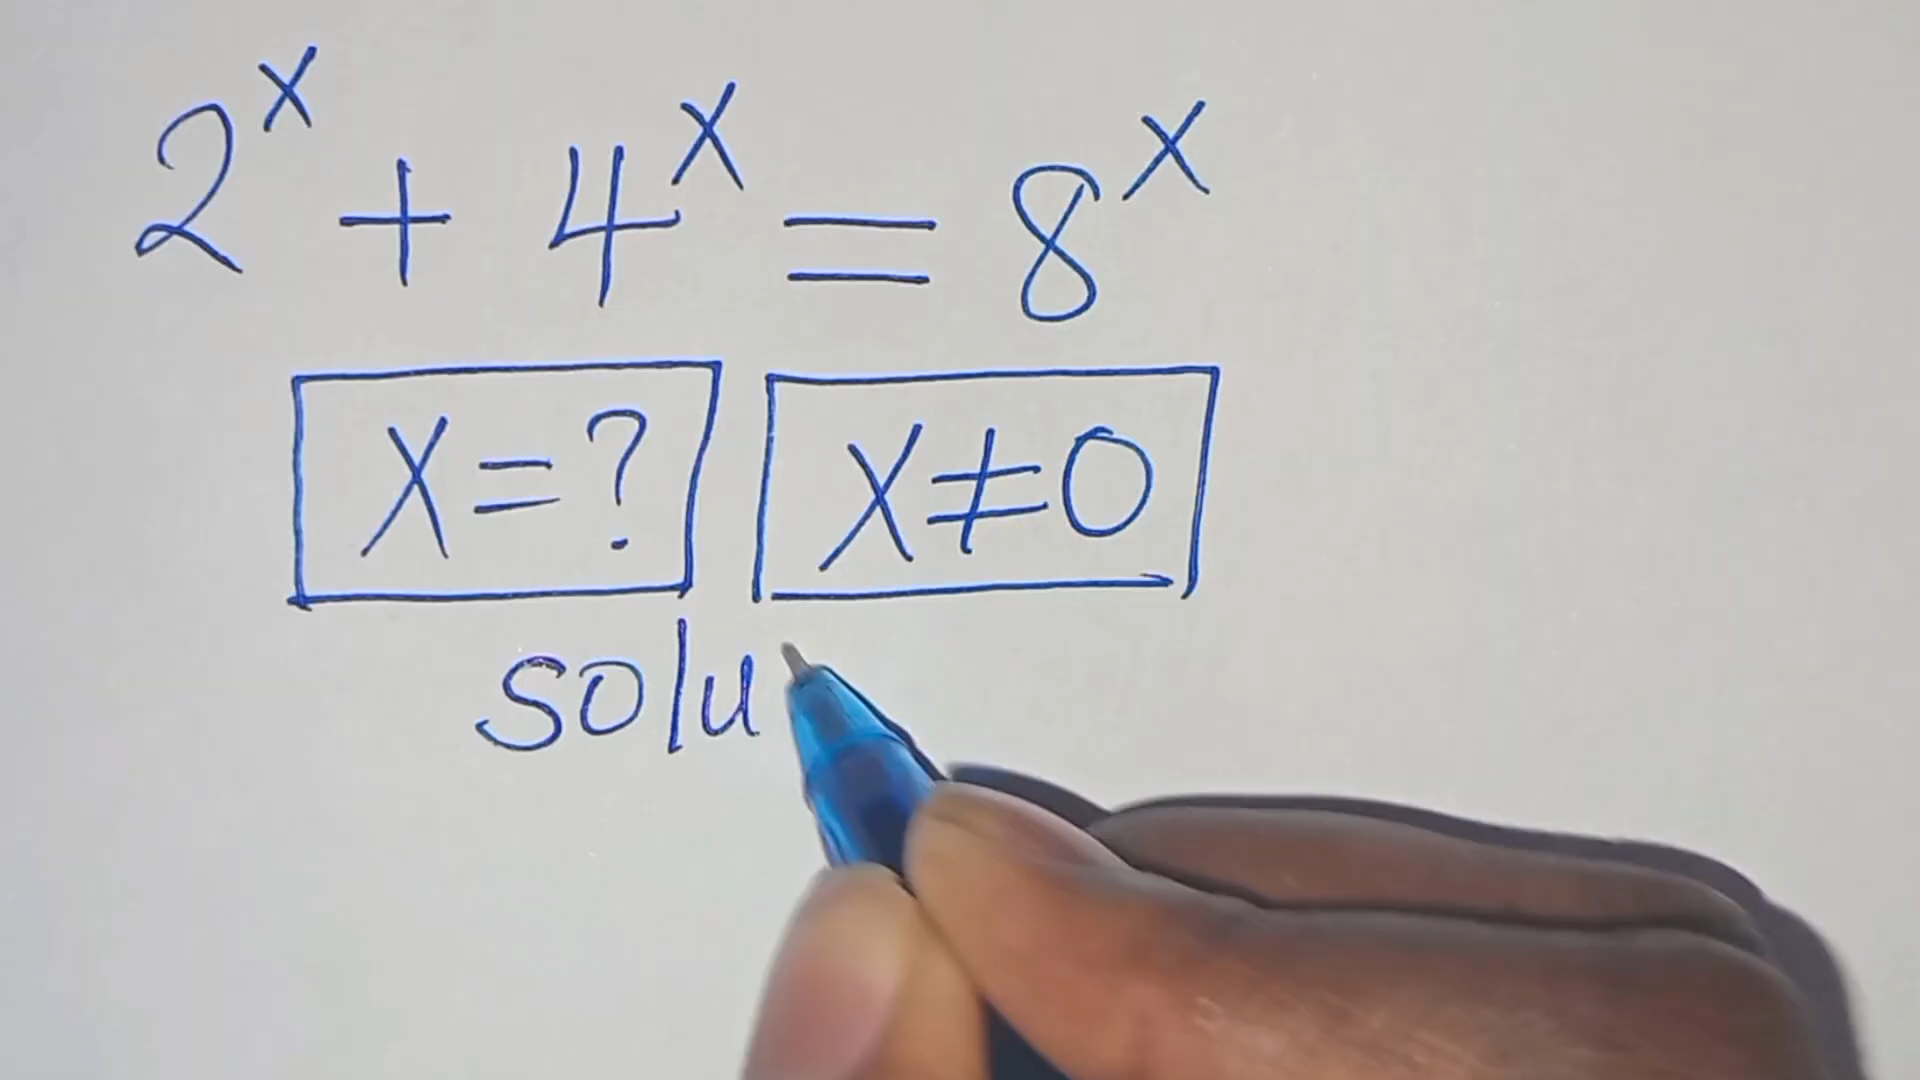 2^x + 4^x = 8^x
x = ? x ≠ 0
solu